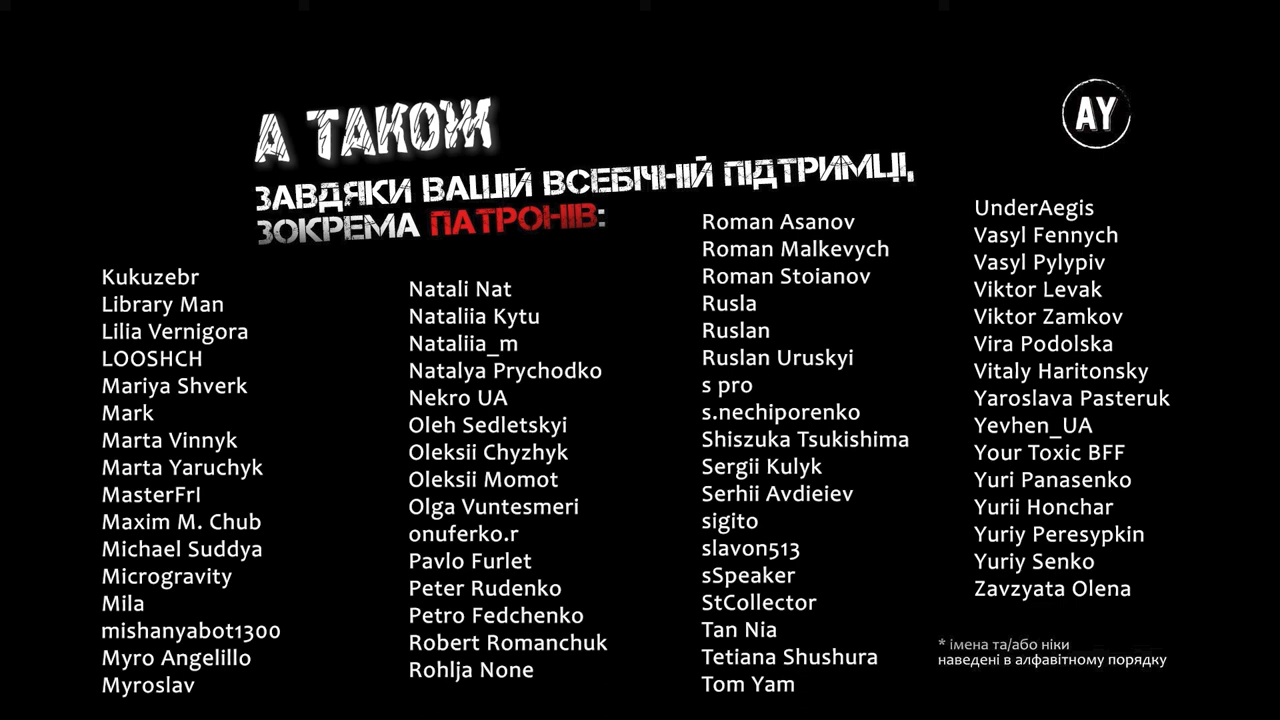 А ТАКОЖ
AY
ЗАВДЯКИ ВАШІЙ ВСЕБІЧНІЙ ПІДТРИМЦІ,
ЗОКРЕМА ПАТРОНІВ:
Kukuzebr
Library Man
Lilia Vernigora
LOOSHCH
Mariya Shverk
Mark
Marta Vinnyk
Marta Yaruchyk
MasterFrI
Maxim M. Chub
Michael Suddya
Microgravity
Mila
mishanyabot1300
Myro Angelillo
Myroslav
Natali Nat
Nataliia Kytu
Nataliia_m
Natalya Prychodko
Nekro UA
Oleh Sedletskyi
Oleksii Chyzhyk
Oleksii Momot
Olga Vuntesmeri
onuferko.r
Pavlo Furlet
Peter Rudenko
Petro Fedchenko
Robert Romanchuk
Rohlja None
Roman Asanov
Roman Malkevych
Roman Stoianov
Rusla
Ruslan
Ruslan Uruskyi
s pro
s.nechiporenko
Shiszuka Tsukishima
Sergii Kulyk
Serhii Avdieiev
sigito
slavon513
sSpeaker
StCollector
Tan Nia
Tetiana Shushura
Tom Yam
UnderAegis
Vasyl Fennych
Vasyl Pylypiv
Viktor Levak
Viktor Zamkov
Vira Podolska
Vitaly Haritonsky
Yaroslava Pasteruk
Yevhen_UA
Your Toxic BFF
Yuri Panasenko
Yurii Honchar
Yuriy Peresypkin
Yuriy Senko
Zavzyata Olena
* імена та/або ніки
наведені в алфавітному порядку